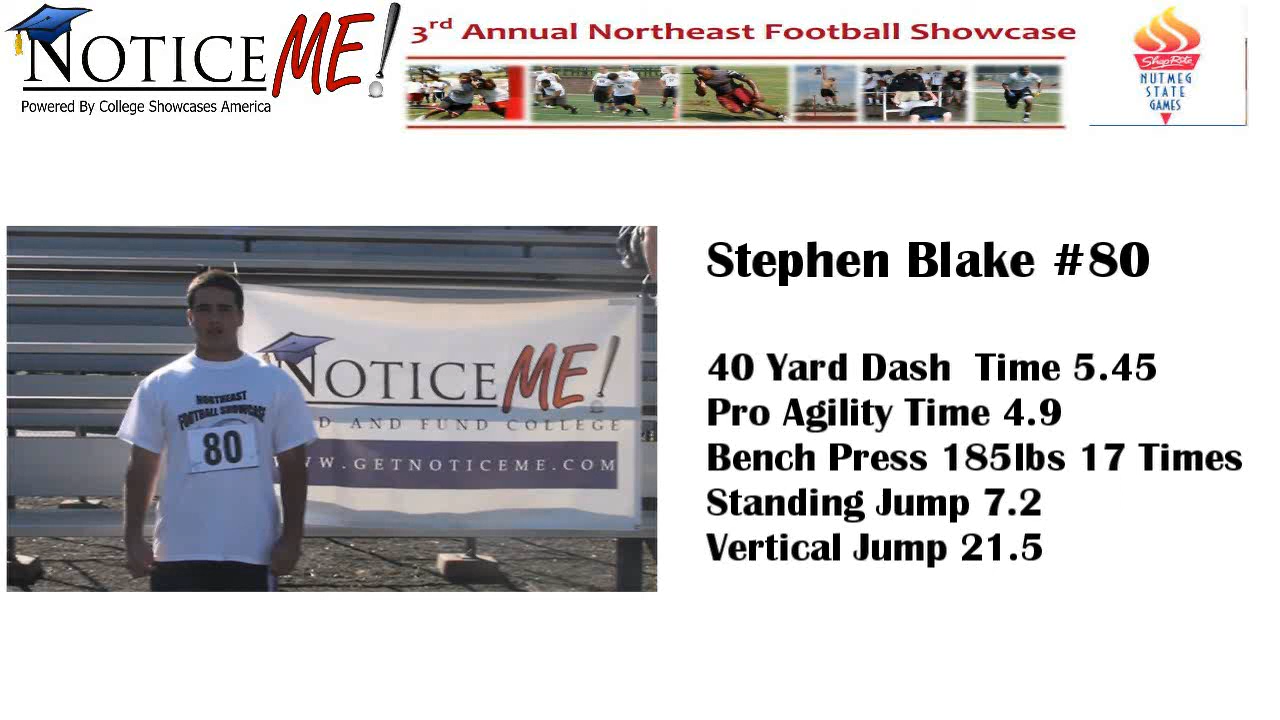 NOTICE ME!
Powered By College Showcases America
3rd Annual Northeast Football Showcase
ShopRite
NUTMEG
STATE
GAMES
Stephen Blake #80
40 Yard Dash  Time 5.45
Pro Agility Time 4.9
Bench Press 185lbs 17 Times
Standing Jump 7.2
Vertical Jump 21.5
NOTICE ME!
D AND FUND COLLEGE
WWW.GETNOTICEME.COM
NORTHEAST
FOOTBALL SHOWCASE
80